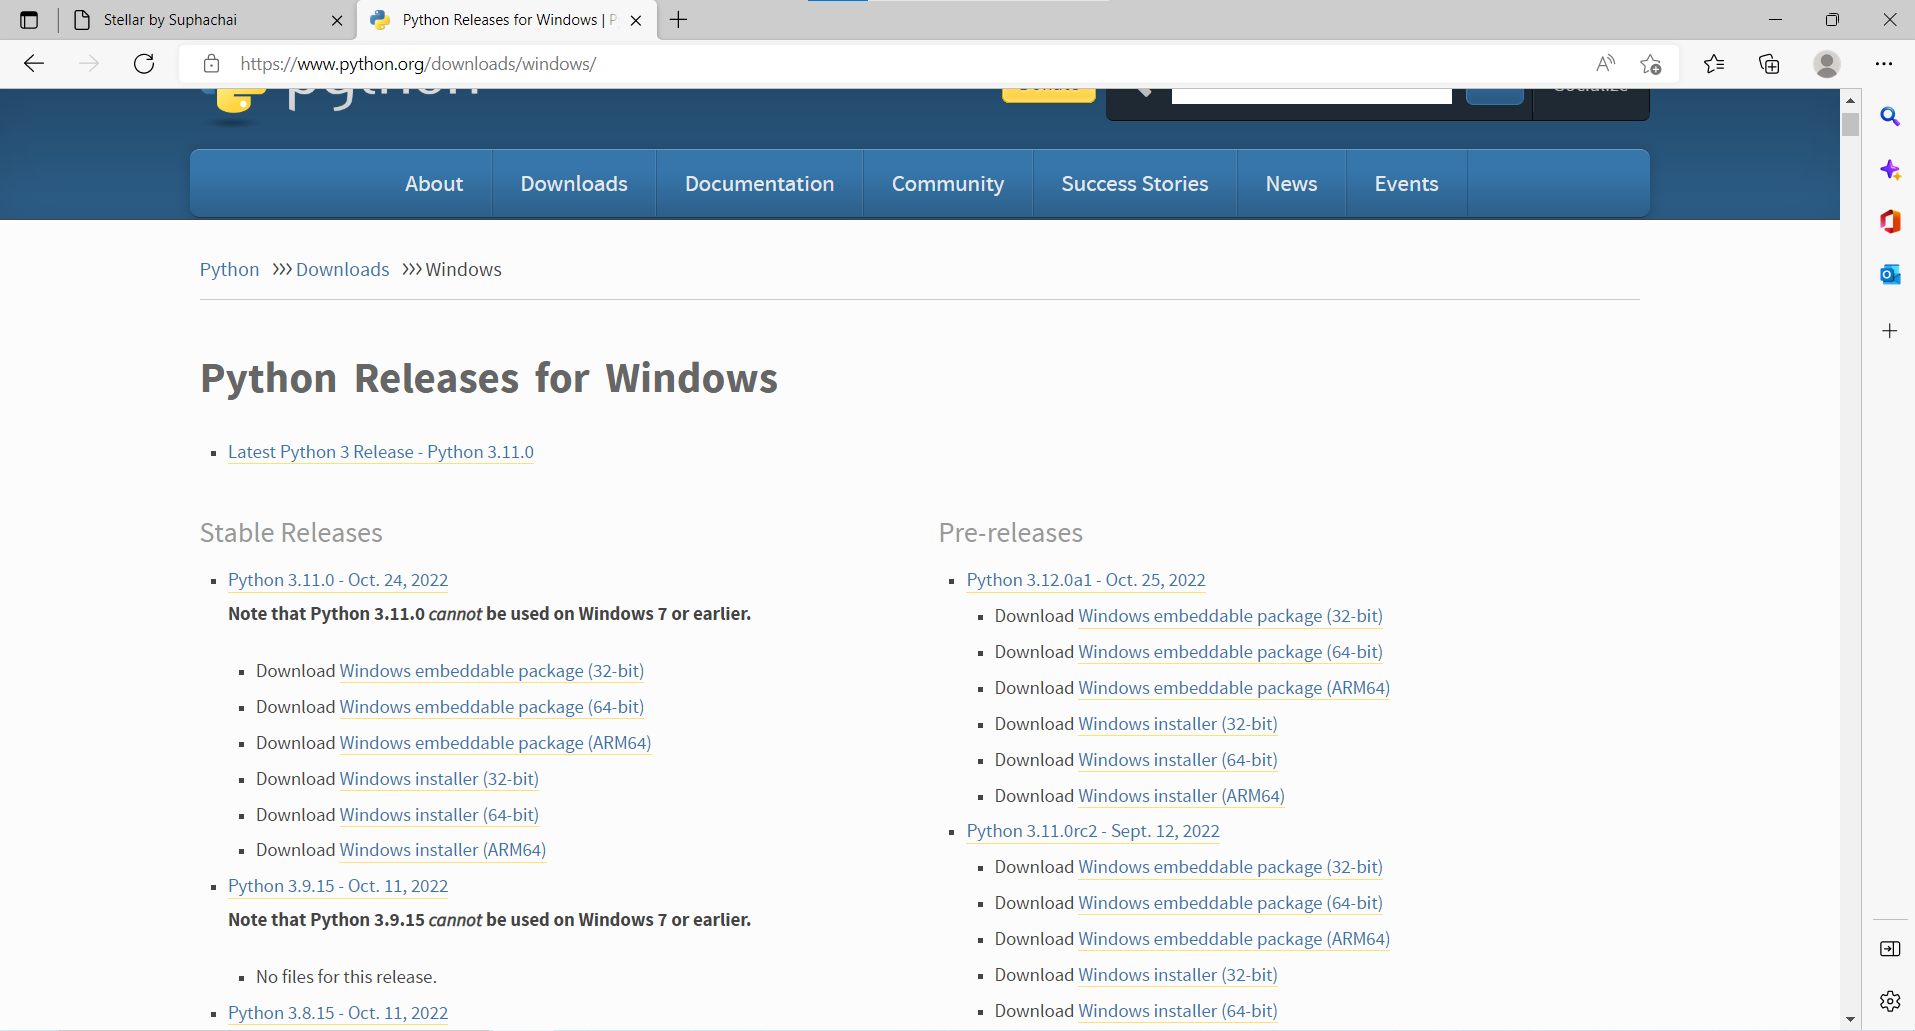 Stellar by Suphachai
Python Releases for Windows | P
https://www.python.org/downloads/windows/
python
Donate
Socialize
About
Downloads
Documentation
Community
Success Stories
News
Events
Python >>> Downloads >>> Windows
Python Releases for Windows
Latest Python 3 Release - Python 3.11.0
Stable Releases
Python 3.11.0 - Oct. 24, 2022
Note that Python 3.11.0 cannot be used on Windows 7 or earlier.
Download Windows embeddable package (32-bit)
Download Windows embeddable package (64-bit)
Download Windows embeddable package (ARM64)
Download Windows installer (32-bit)
Download Windows installer (64-bit)
Download Windows installer (ARM64)
Python 3.9.15 - Oct. 11, 2022
Note that Python 3.9.15 cannot be used on Windows 7 or earlier.
No files for this release.
Python 3.8.15 - Oct. 11, 2022
Pre-releases
Python 3.12.0a1 - Oct. 25, 2022
Download Windows embeddable package (32-bit)
Download Windows embeddable package (64-bit)
Download Windows embeddable package (ARM64)
Download Windows installer (32-bit)
Download Windows installer (64-bit)
Download Windows installer (ARM64)
Python 3.11.0rc2 - Sept. 12, 2022
Download Windows embeddable package (32-bit)
Download Windows embeddable package (64-bit)
Download Windows embeddable package (ARM64)
Download Windows installer (32-bit)
Download Windows installer (64-bit)